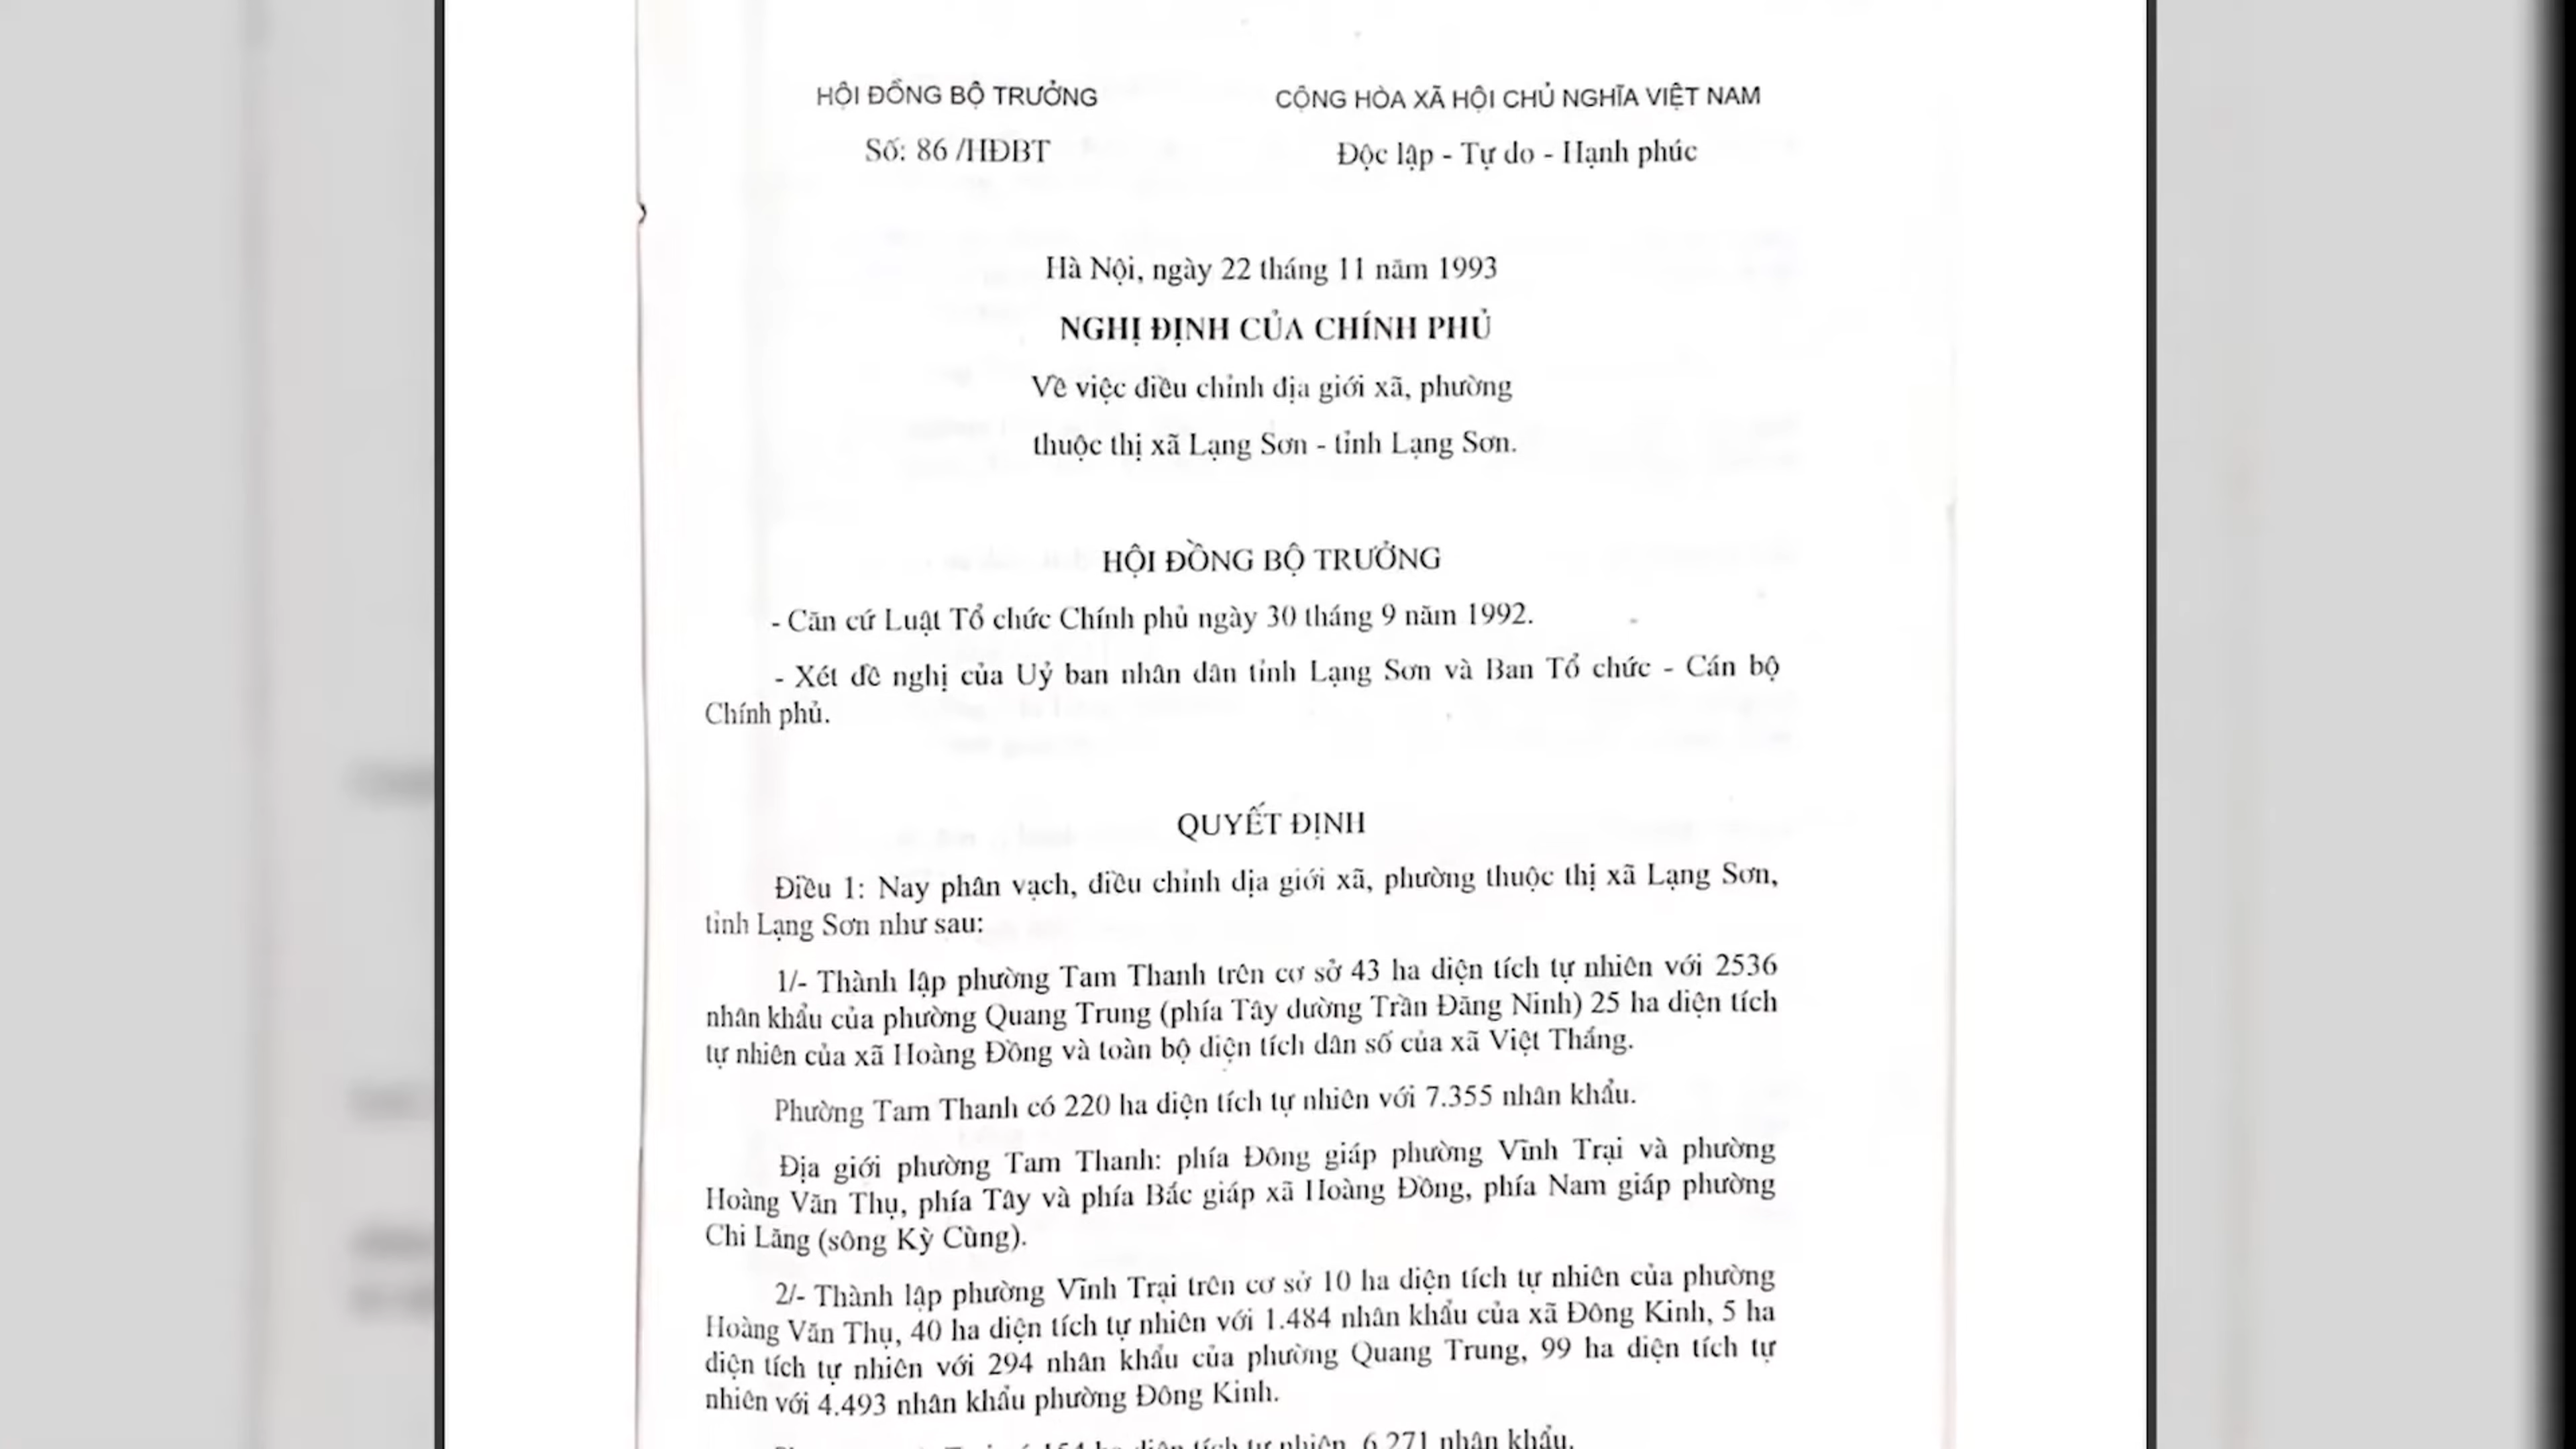 HỘI ĐỒNG BỘ TRƯỞNG
CỘNG HÒA XÃ HỘI CHỦ NGHĨA VIỆT NAM
Số: 86 /HĐBT
Độc lập - Tự do - Hạnh phúc
Hà Nội, ngày 22 tháng 11 năm 1993
NGHỊ ĐỊNH CỦA CHÍNH PHỦ
Về việc điều chỉnh địa giới xã, phường
thuộc thị xã Lạng Sơn - tỉnh Lạng Sơn.
HỘI ĐỒNG BỘ TRƯỞNG
- Căn cứ Luật Tổ chức Chính phủ ngày 30 tháng 9 năm 1992.
- Xét đề nghị của Uỷ ban nhân dân tỉnh Lạng Sơn và Ban Tổ chức - Cán bộ
Chính phủ.
QUYẾT ĐỊNH
Điều 1: Nay phân vạch, điều chỉnh địa giới xã, phường thuộc thị xã Lạng Sơn,
tỉnh Lạng Sơn như sau:
1/- Thành lập phường Tam Thanh trên cơ sở 43 ha diện tích tự nhiên với 2536
nhân khẩu của phường Quang Trung (phía Tây đường Trần Đăng Ninh) 25 ha diện tích
tự nhiên của xã Hoàng Đồng và toàn bộ diện tích dân số của xã Việt Thắng.
Phường Tam Thanh có 220 ha diện tích tự nhiên với 7.355 nhân khẩu.
Địa giới phường Tam Thanh: phía Đông giáp phường Vĩnh Trại và phường
Hoàng Văn Thụ, phía Tây và phía Bắc giáp xã Hoàng Đồng, phía Nam giáp phường
Chi Lăng (sông Kỳ Cùng).
2/- Thành lập phường Vĩnh Trại trên cơ sở 10 ha diện tích tự nhiên của phường
Hoàng Văn Thụ, 40 ha diện tích tự nhiên với 1.484 nhân khẩu của xã Đông Kinh, 5 ha
diện tích tự nhiên với 294 nhân khẩu của phường Quang Trung, 99 ha diện tích tự
nhiên với 4.493 nhân khẩu phường Đông Kinh.
có 154 ha diện tích tự nhiên, 6.271 nhân khẩu.